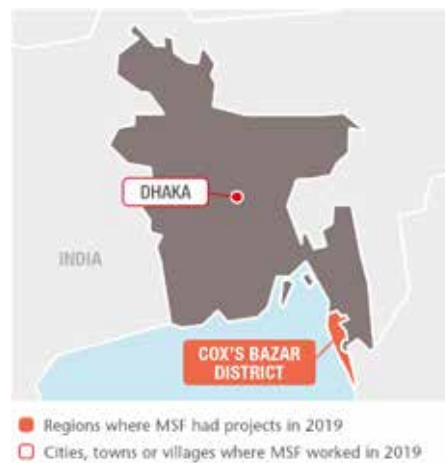 DHAKA
INDIA
COX'S BAZAR
DISTRICT
Regions where MSF had projects in 2019
Cities, towns or villages where MSF worked in 2019